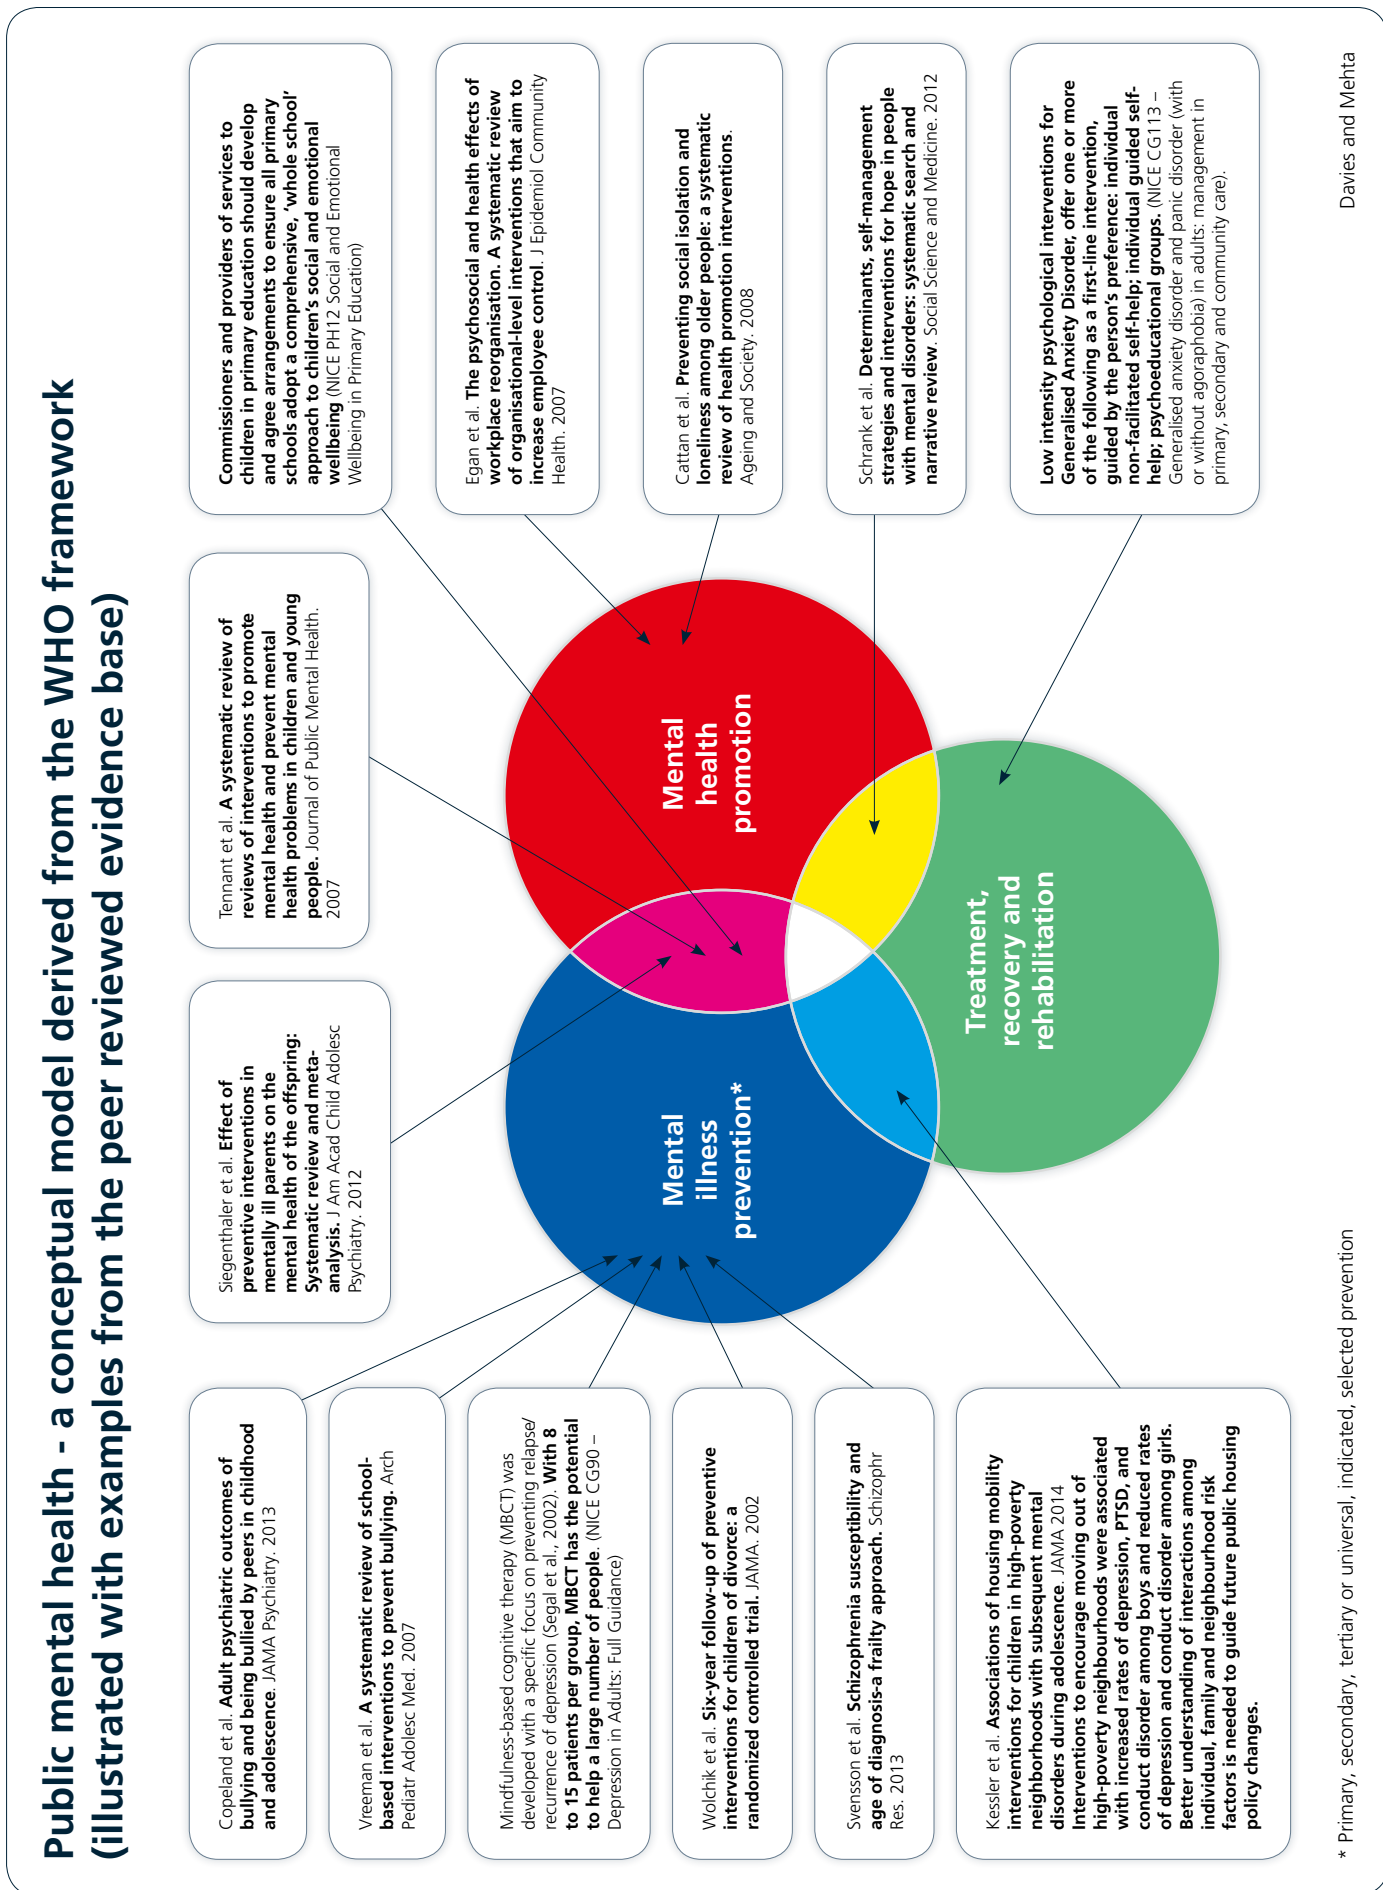 Public mental health - a conceptual model derived from the WHO framework
(illustrated with examples from the peer reviewed evidence base)
Copeland et al. Adult psychiatric outcomes of
bullying and being bullied by peers in childhood
and adolescence. JAMA Psychiatry. 2013
Vreeman et al. A systematic review of school-
based interventions to prevent bullying. Arch
Pediatr Adolesc Med. 2007
Mindfulness-based cognitive therapy (MBCT) was
developed with a specific focus on preventing relapse/
recurrence of depression (Segal et al., 2002). With 8
to 15 patients per group, MBCT has the potential
to help a large number of people. (NICE CG90 –
Depression in Adults: Full Guidance)
Wolchik et al. Six-year follow-up of preventive
interventions for children of divorce: a
randomized controlled trial. JAMA. 2002
Svensson et al. Schizophrenia susceptibility and
age of diagnosis-a frailty approach. Schizophr
Res. 2013
Kessler et al. Associations of housing mobility
interventions for children in high-poverty
neighborhoods with subsequent mental
disorders during adolescence. JAMA 2014
Interventions to encourage moving out of
high-poverty neighbourhoods were associated
with increased rates of depression, PTSD, and
conduct disorder among boys and reduced rates
of depression and conduct disorder among girls.
Better understanding of interactions among
individual, family and neighbourhood risk
factors is needed to guide future public housing
policy changes.
Siegenthaler et al. Effect of
preventive interventions in
mentally ill parents on the
mental health of the offspring:
Systematic review and meta-
analysis. J Am Acad Child Adolesc
Psychiatry. 2012
Tennant et al. A systematic review of
reviews of interventions to promote
mental health and prevent mental
health problems in children and young
people. Journal of Public Mental Health.
2007
Mental
illness
prevention*
Mental
health
promotion
Treatment,
recovery and
rehabilitation
Commissioners and providers of services to
children in primary education should develop
and agree arrangements to ensure all primary
schools adopt a comprehensive, ‘whole school’
approach to children’s social and emotional
wellbeing (NICE PH12 Social and Emotional
Wellbeing in Primary Education)
Egan et al. The psychosocial and health effects of
workplace reorganisation. A systematic review
of organisational-level interventions that aim to
increase employee control. J Epidemiol Community
Health. 2007
Cattan et al. Preventing social isolation and
loneliness among older people: a systematic
review of health promotion interventions.
Ageing and Society. 2008
Schrank et al. Determinants, self-management
strategies and interventions for hope in people
with mental disorders: systematic search and
narrative review. Social Science and Medicine. 2012
Low intensity psychological interventions for
Generalised Anxiety Disorder, offer one or more
of the following as a first-line intervention,
guided by the person’s preference: individual
non-facilitated self-help; individual guided self-
help; psychoeducational groups. (NICE CG113 –
Generalised anxiety disorder and panic disorder (with
or without agoraphobia) in adults: management in
primary, secondary and community care).
* Primary, secondary, tertiary or universal, indicated, selected prevention
Davies and Mehta